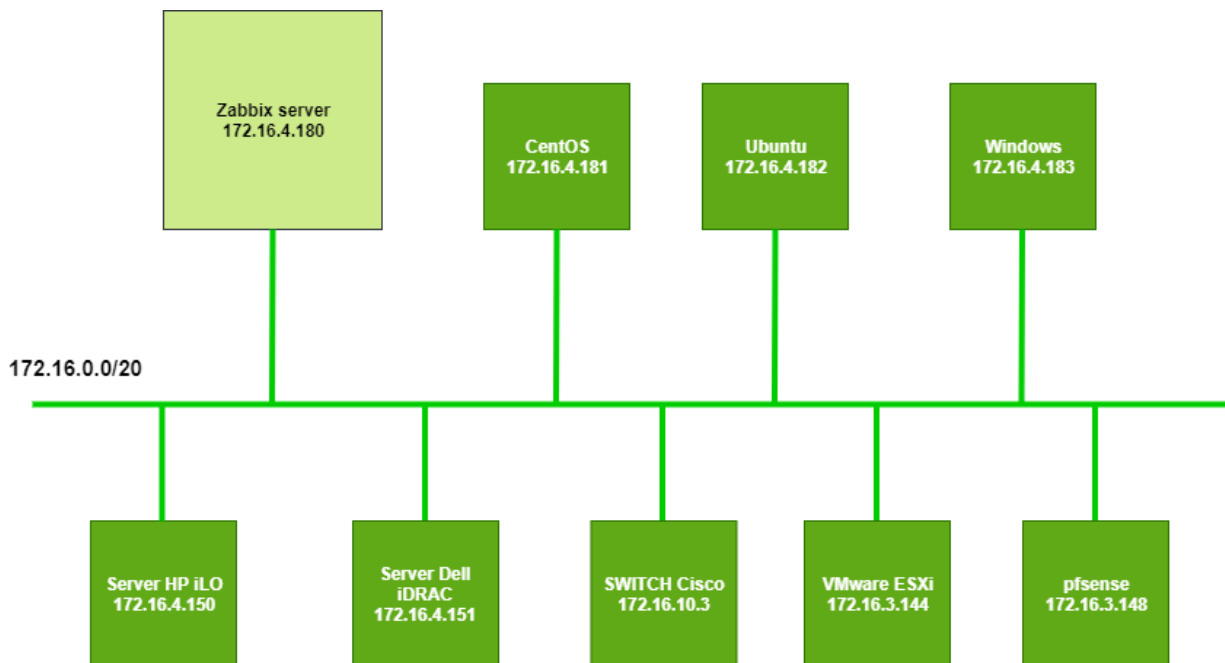 Zabbix server
172.16.4.180
CentOS
172.16.4.181
Ubuntu
172.16.4.182
Windows
172.16.4.183
172.16.0.0/20
Server HP iLO
172.16.4.150
Server Dell
iDRAC
172.16.4.151
SWITCH Cisco
172.16.10.3
VMware ESXi
172.16.3.144
pfsense
172.16.3.148